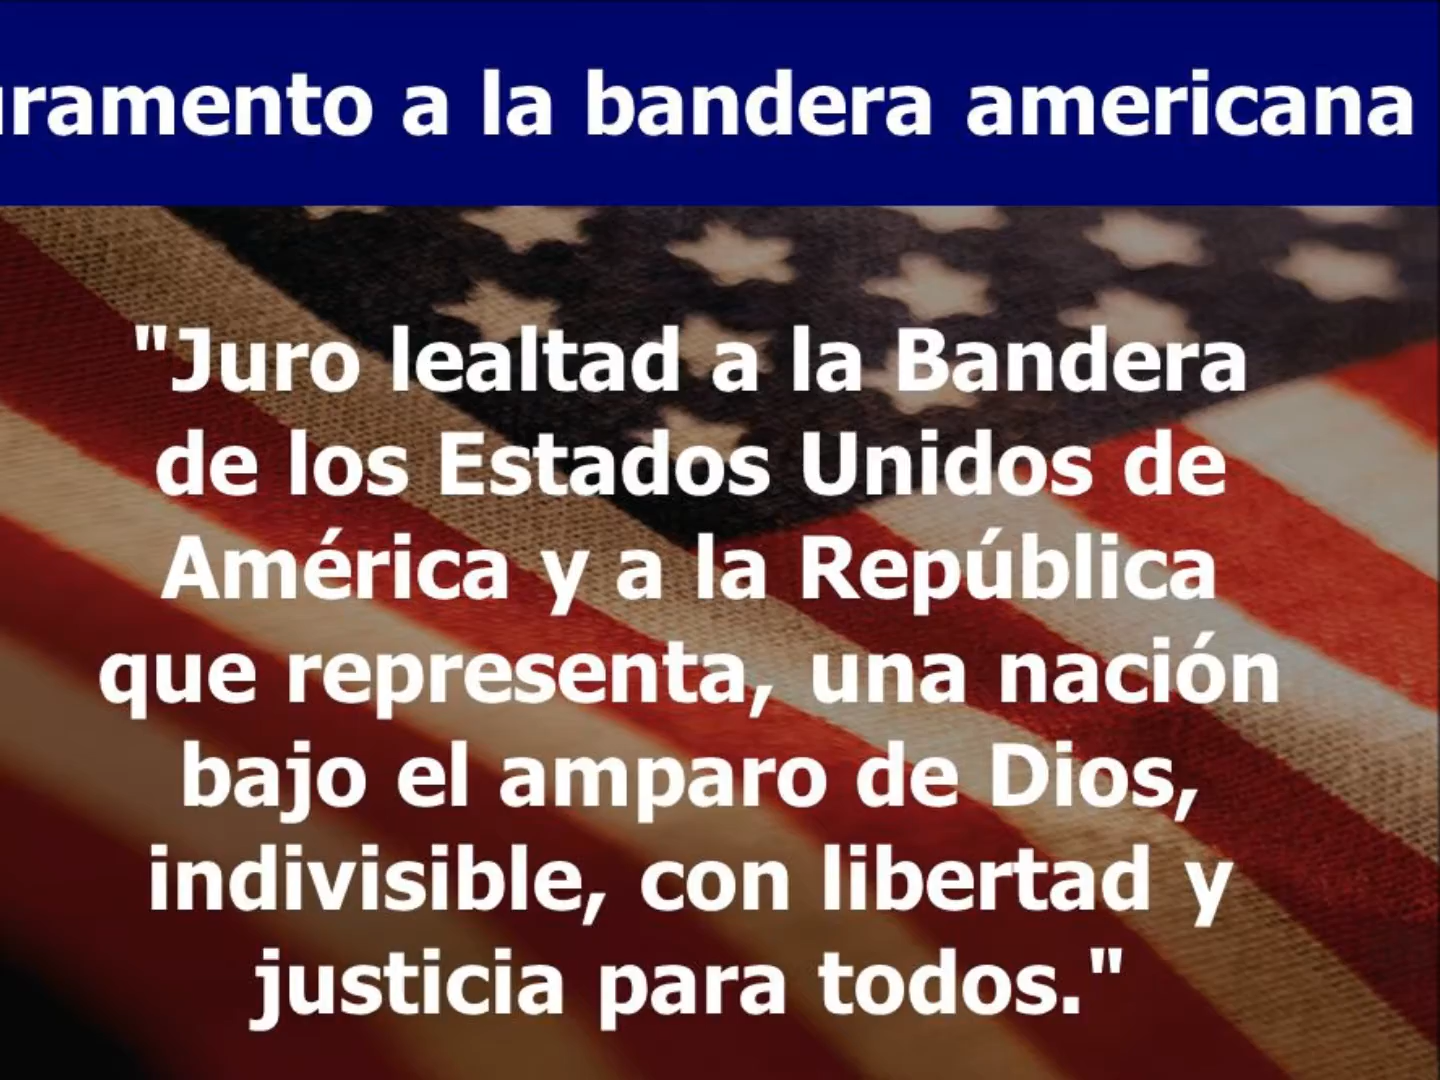 uramento a la bandera americana
"Juro lealtad a la Bandera
de los Estados Unidos de
América y a la República
que representa, una nación
bajo el amparo de Dios,
indivisible, con libertad y
justicia para todos."